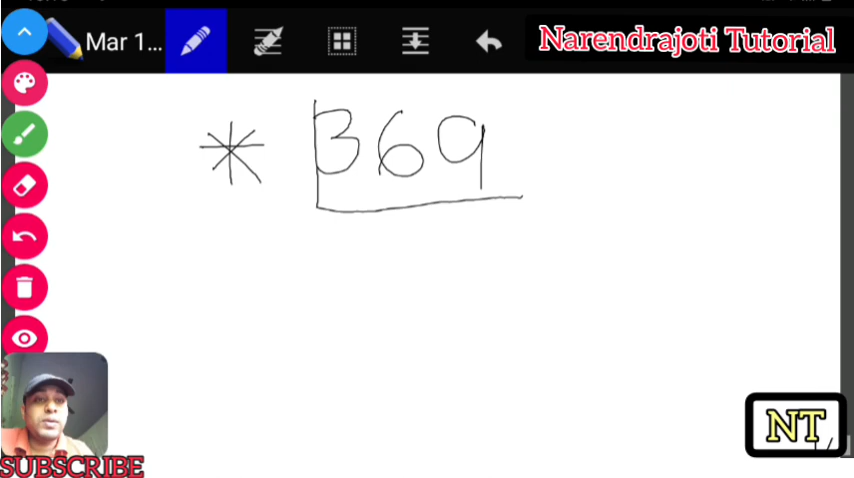 Mar 1...
Narendrajoti Tutorial
* 369
NT
SUBSCRIBE